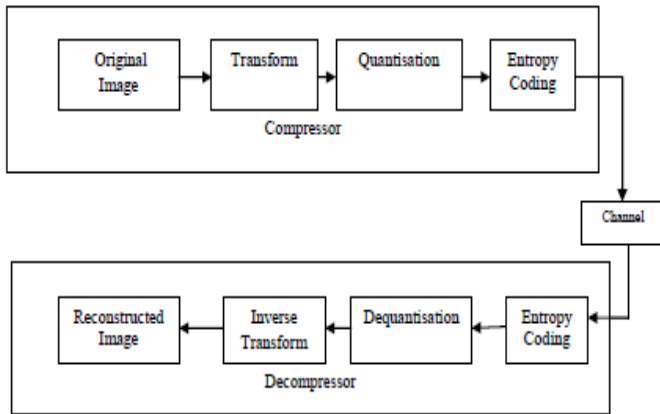 Original
Image
Transform
Quantisation
Entropy
Coding
Compressor
Channel
Reconstructed
Image
Inverse
Transform
Dequantisation
Entropy
Coding
Decompressor